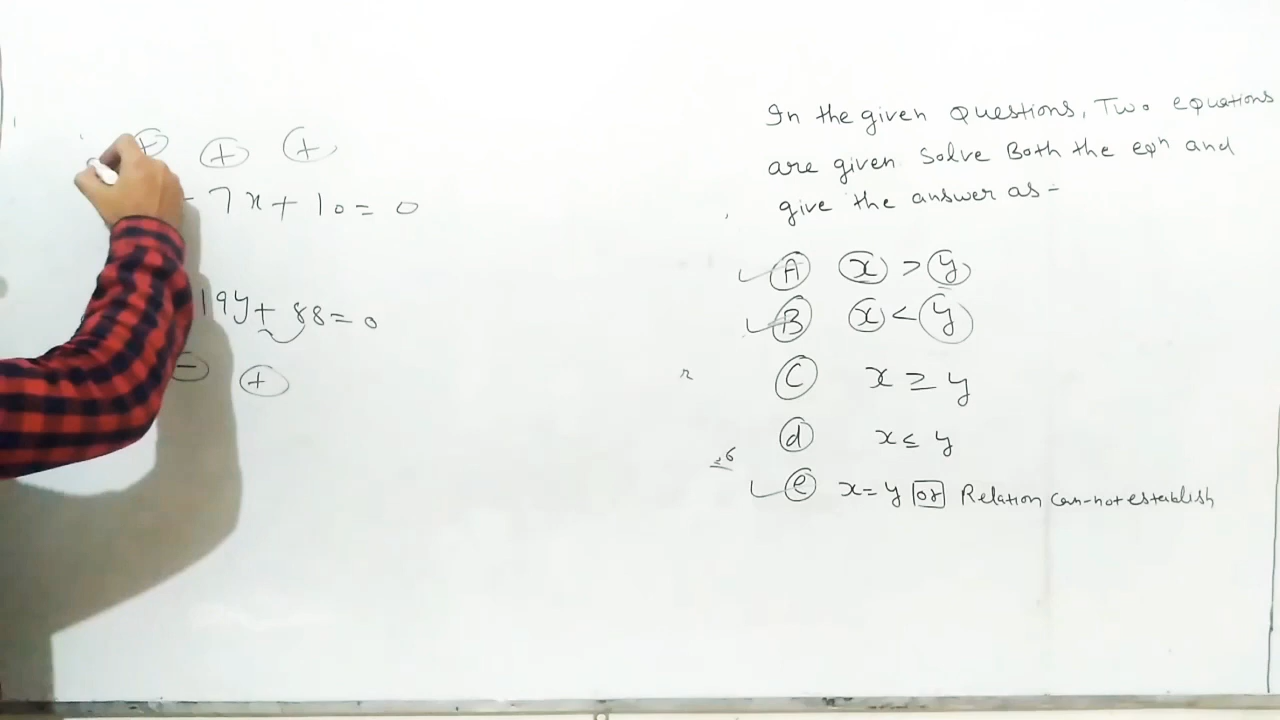 + + +
- 7x + 10 = 0
19y + 88 = 0
- +
In the given Questions, Two equations
are given Solve Both the eqn and
give the answer as -
A x > y
B x < y
C x ≥ y
d x ≤ y
e x = y or Relation can-not establish